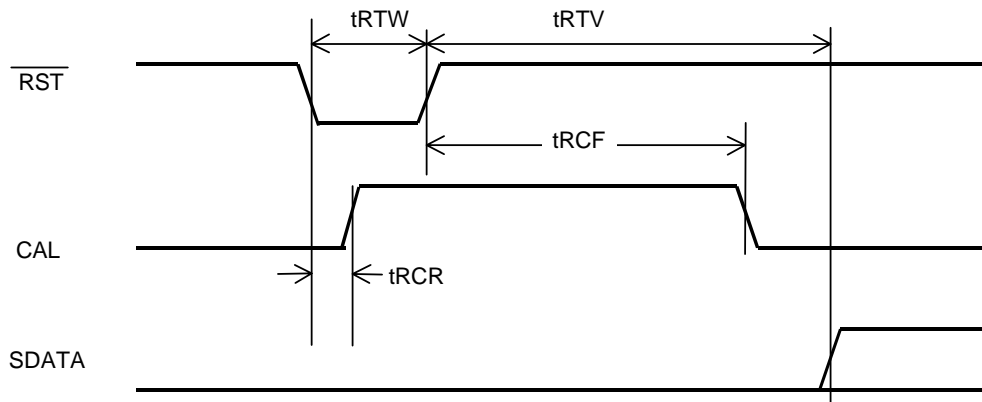 tRTW
tRTV
RST
tRCF
CAL
tRCR
SDATA